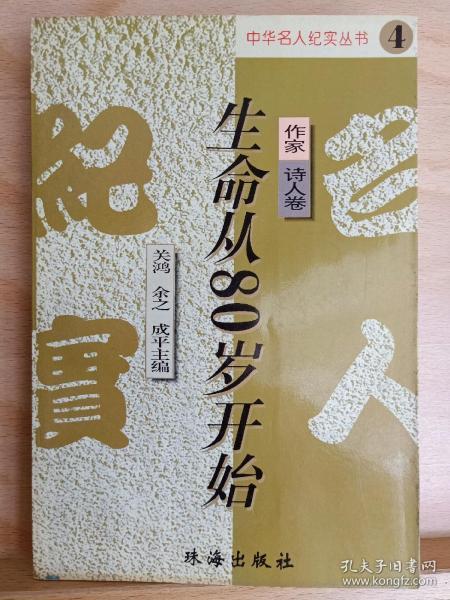 中华名人纪实丛书
4
名人
紀實
作家 诗人卷
生命从80岁开始
关鸿 余之 成平主编
珠海出版社
孔夫子旧书网
www.kongfz.com